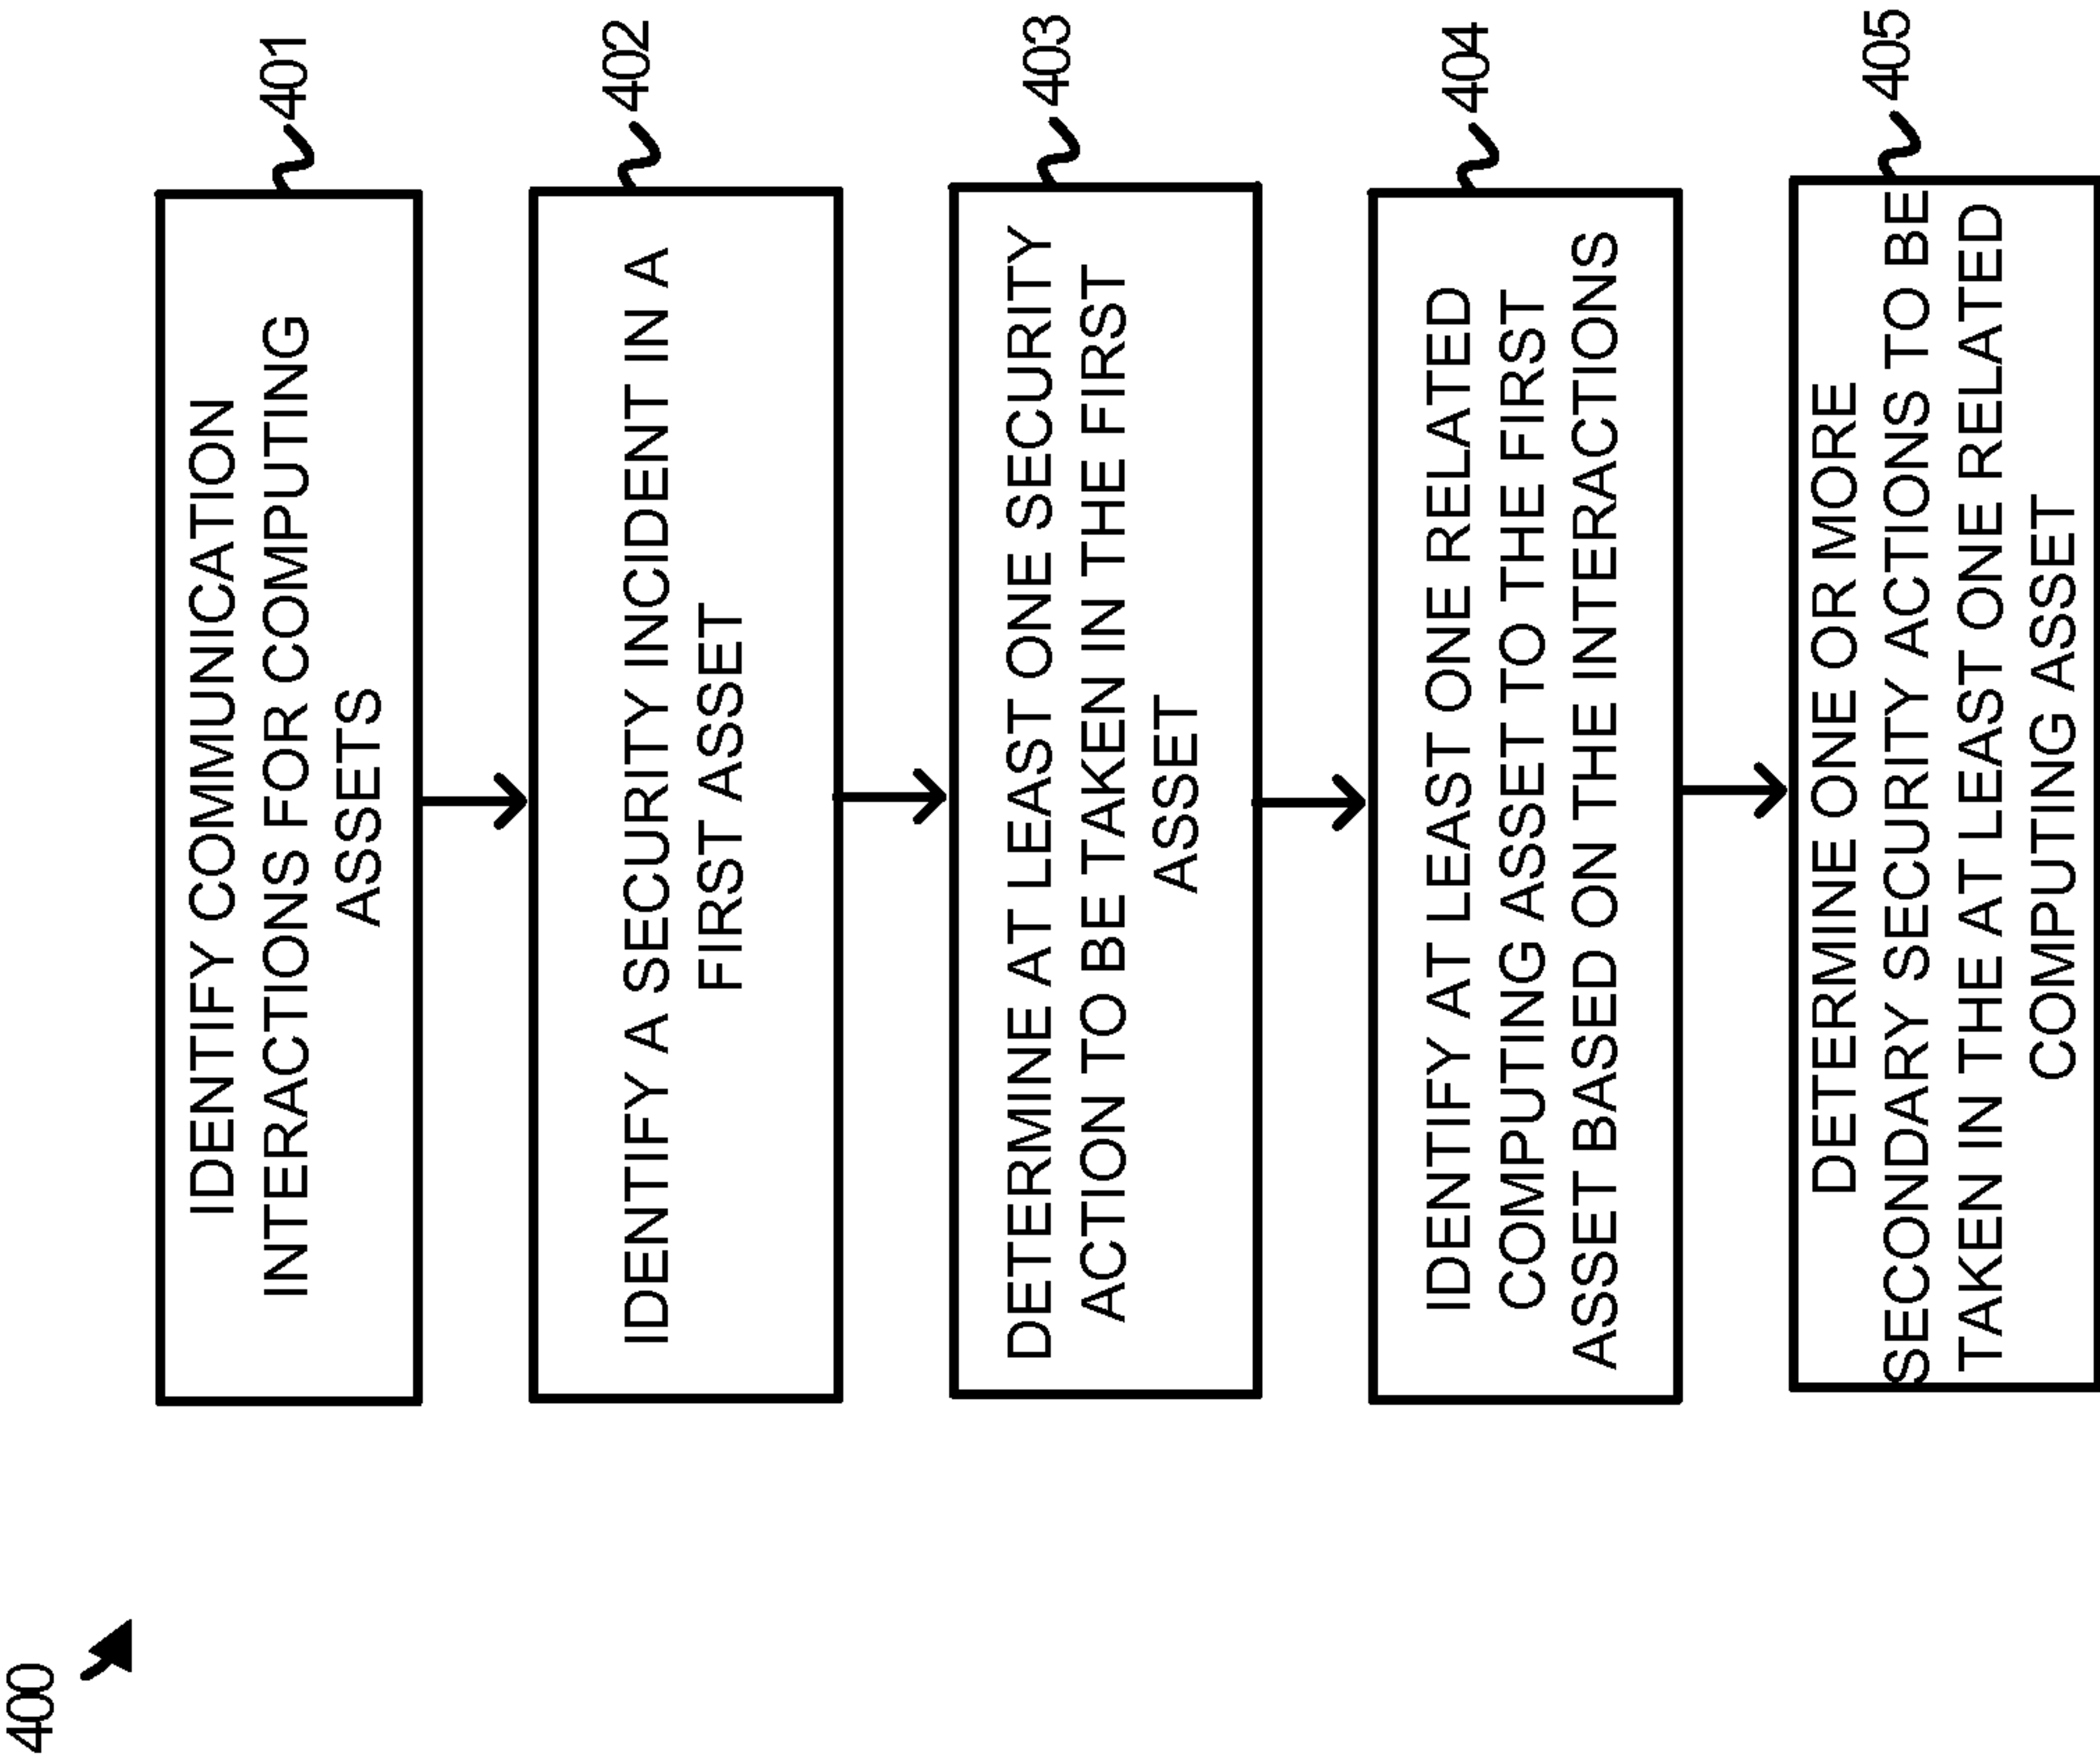 400
IDENTIFY COMMUNICATION
INTERACTIONS FOR COMPUTING
ASSETS
401
IDENTIFY A SECURITY INCIDENT IN A
FIRST ASSET
402
DETERMINE AT LEAST ONE SECURITY
ACTION TO BE TAKEN IN THE FIRST
ASSET
403
IDENTIFY AT LEAST ONE RELATED
COMPUTING ASSET TO THE FIRST
ASSET BASED ON THE INTERACTIONS
404
DETERMINE ONE OR MORE
SECONDARY SECURITY ACTIONS TO BE
TAKEN IN THE AT LEAST ONE RELATED
COMPUTING ASSET
405